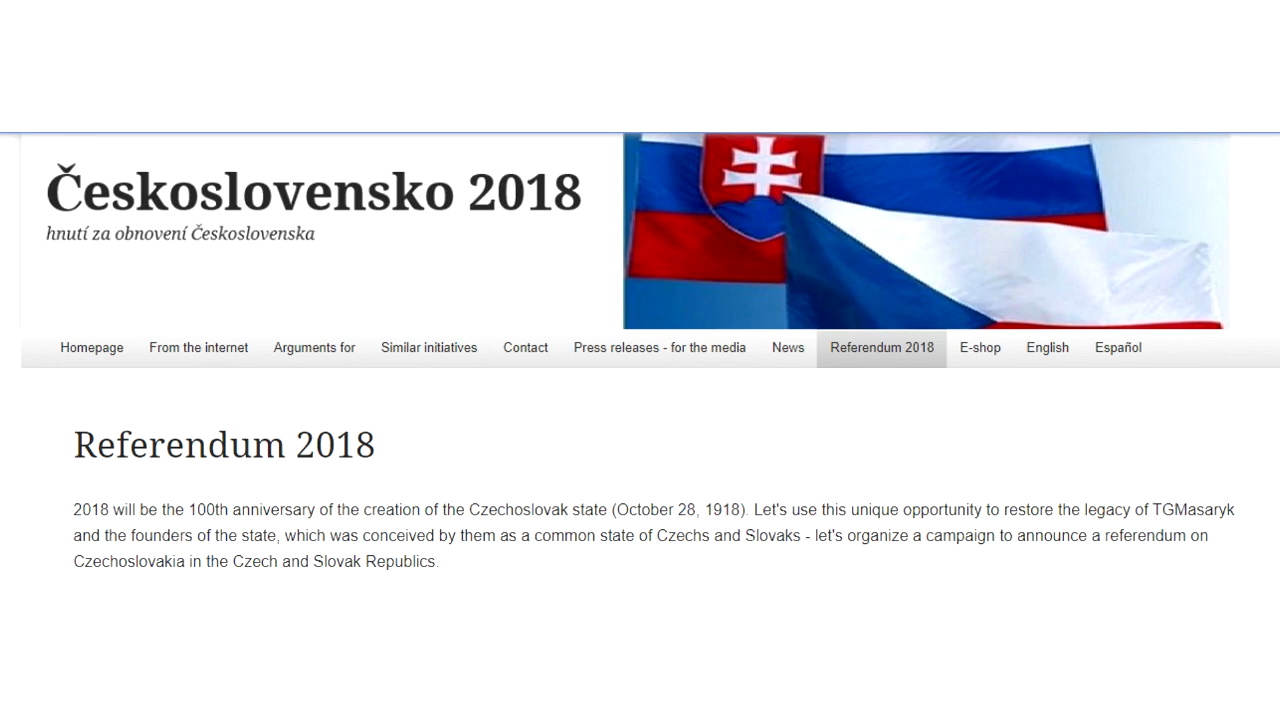 Československo 2018
hnutí za obnovení Československa
Homepage From the internet Arguments for Similar initiatives Contact Press releases - for the media News Referendum 2018 E-shop English Español
Referendum 2018
2018 will be the 100th anniversary of the creation of the Czechoslovak state (October 28, 1918). Let's use this unique opportunity to restore the legacy of TGMasaryk
and the founders of the state, which was conceived by them as a common state of Czechs and Slovaks - let's organize a campaign to announce a referendum on
Czechoslovakia in the Czech and Slovak Republics.